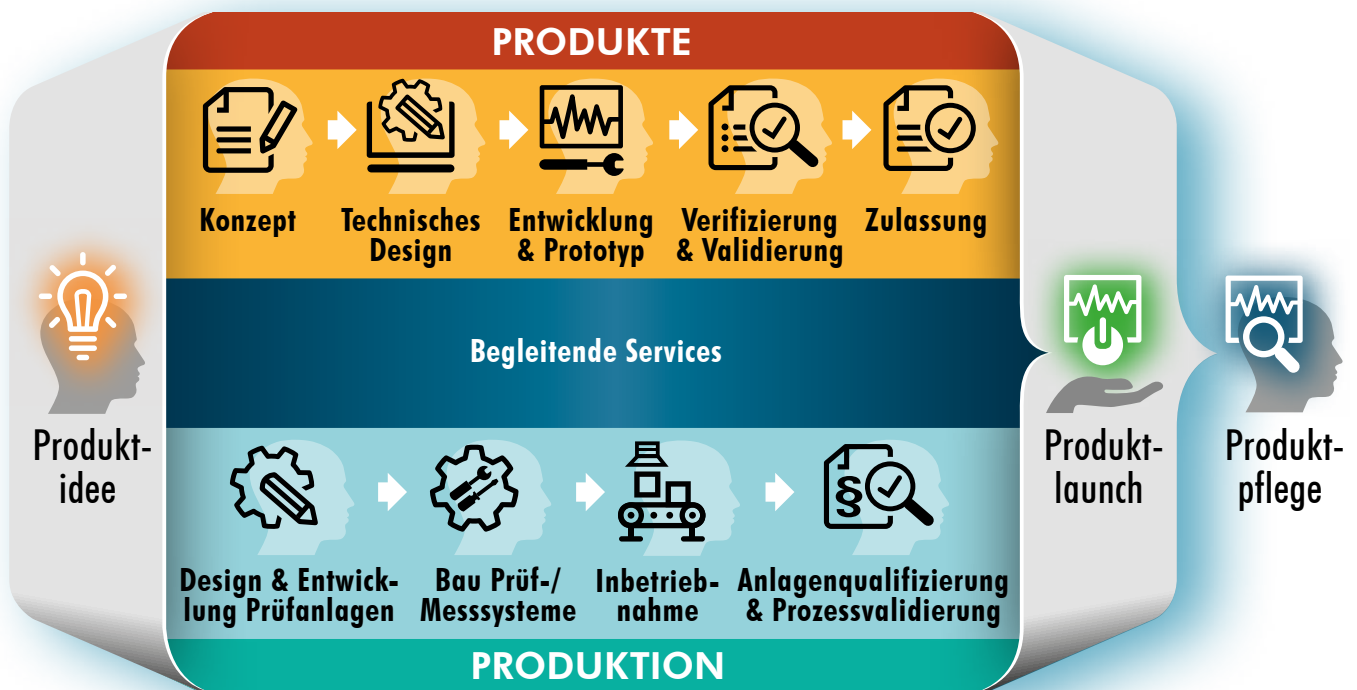 PRODUKTE
Konzept
Technisches
Design
Entwicklung
& Prototyp
Verifizierung
& Validierung
Zulassung
Produkt-
idee
Begleitende Services
Produkt-
launch
Produkt-
pflege
§
Design & Entwick-
lung Prüfanlagen
Bau Prüf-/
Messsysteme
Inbetrieb-
nahme
Anlagenqualifizierung
& Prozessvalidierung
PRODUKTION